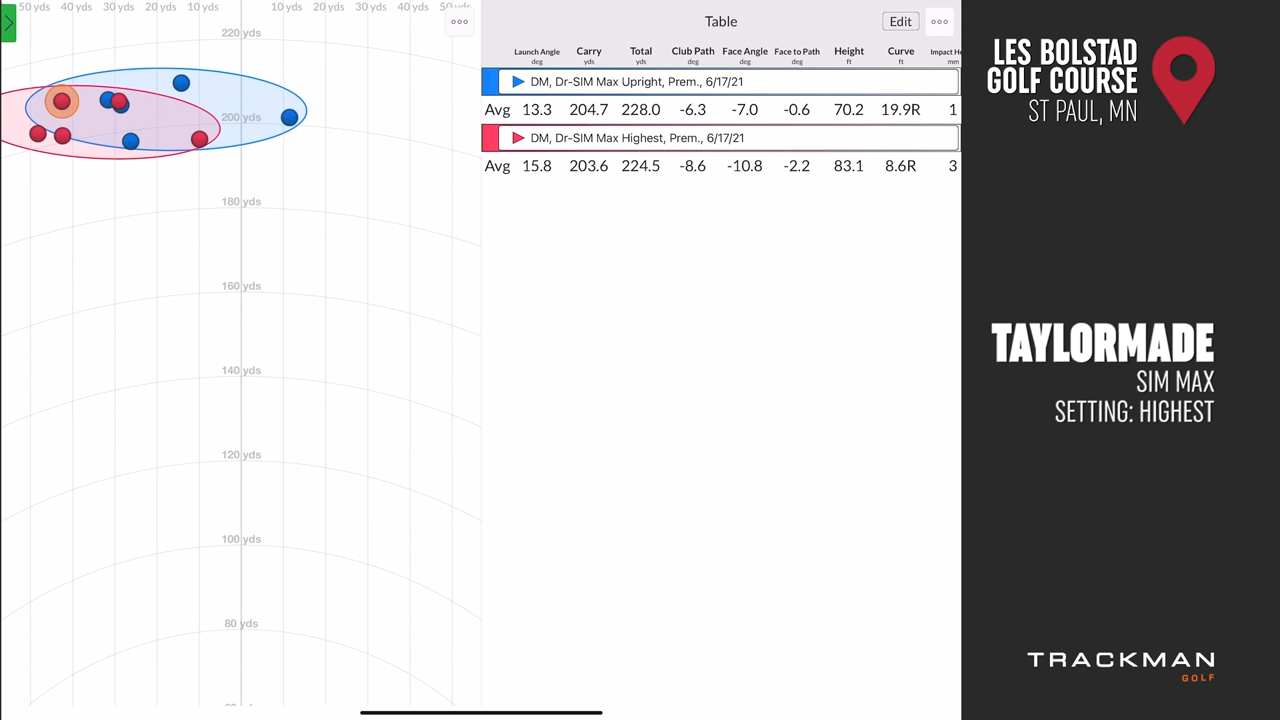 50 yds 40 yds 30 yds 20 yds 10 yds 10 yds 20 yds 30 yds 40 yds
220 yds
200 yds
180 yds
160 yds
140 yds
120 yds
100 yds
80 yds
Table
Edit
Launch Angle Carry Total Club Path Face Angle Face to Path Height Curve Impact He
deg yds yds deg deg deg ft ft mm
DM, Dr-SIM Max Upright, Prem., 6/17/21
Avg 13.3 204.7 228.0 -6.3 -7.0 -0.6 70.2 19.9R 1
DM, Dr-SIM Max Highest, Prem., 6/17/21
Avg 15.8 203.6 224.5 -8.6 -10.8 -2.2 83.1 8.6R 3
LES BOLSTAD
GOLF COURSE
ST PAUL, MN
TAYLORMADE
SIM MAX
SETTING: HIGHEST
TRACKMAN
GOLF